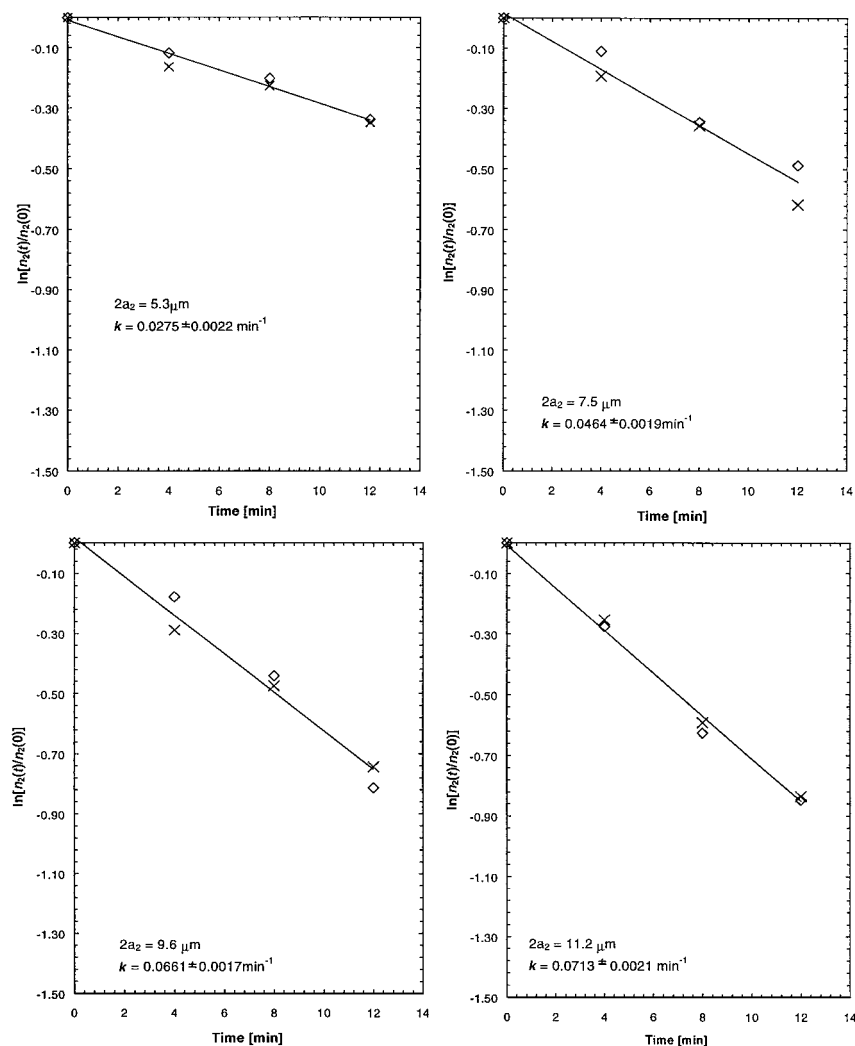 -0.10
-0.30
-0.50
-0.70
-0.90
-1.10
-1.30
-1.50
ln[n₂(t)/n₂(0)]
2a₂ = 5.3μm
k = 0.0275 ±0.0022 min⁻¹
0 2 4 6 8 10 12 14
Time [min]
-0.10
-0.30
-0.50
-0.70
-0.90
-1.10
-1.30
-1.50
ln[n₂(t)/n₂(0)]
2a₂ = 7.5 μm
k = 0.0464 ±0.0019min⁻¹
0 2 4 6 8 10 12 14
Time [min]
-0.10
-0.30
-0.50
-0.70
-0.90
-1.10
-1.30
-1.50
ln[n₂(t)/n₂(0)]
2a₂ = 9.6 μm
k = 0.0661 ±0.0017min⁻¹
0 2 4 6 8 10 12 14
Time [min]
-0.10
-0.30
-0.50
-0.70
-0.90
-1.10
-1.30
-1.50
ln[n₂(t)/n₂(0)]
2a₂ = 11.2 μm
k = 0.0713 ± 0.0021 min⁻¹
0 2 4 6 8 10 12 14
Time [min]